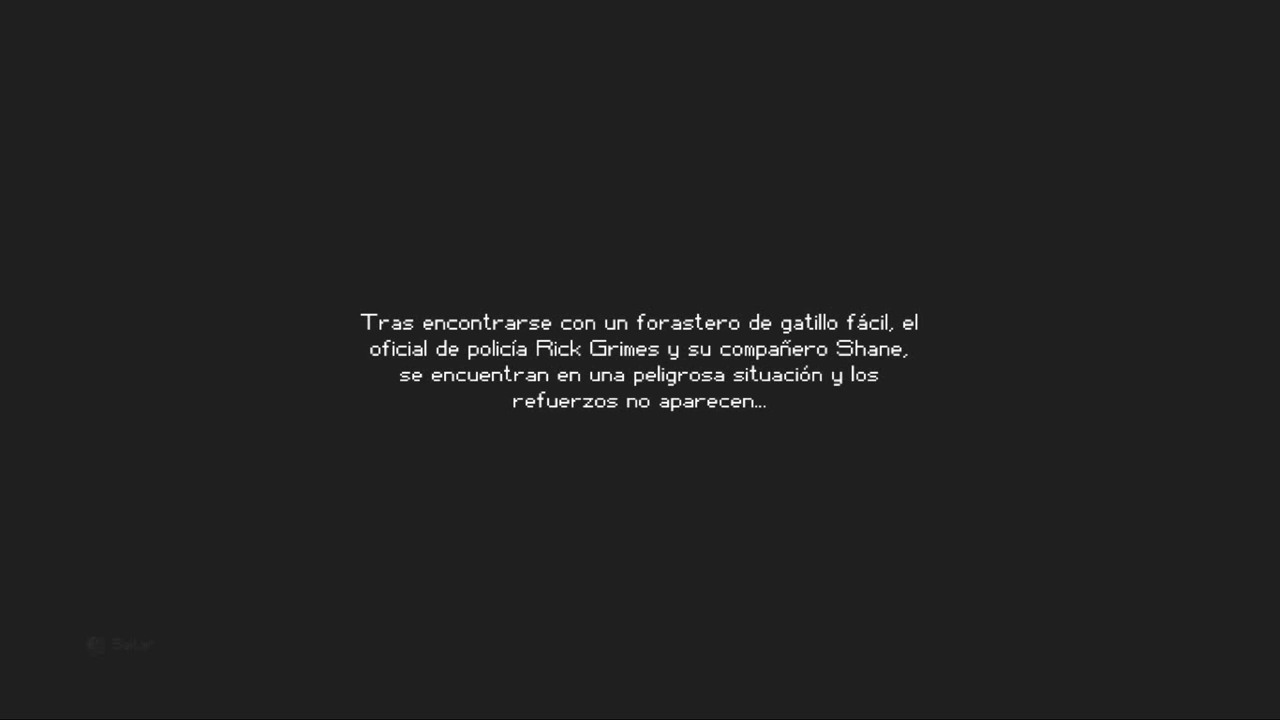 Tras encontrarse con un forastero de gatillo fácil, el
oficial de policía Rick Grimes y su compañero Shane,
se encuentran en una peligrosa situación y los
refuerzos no aparecen...